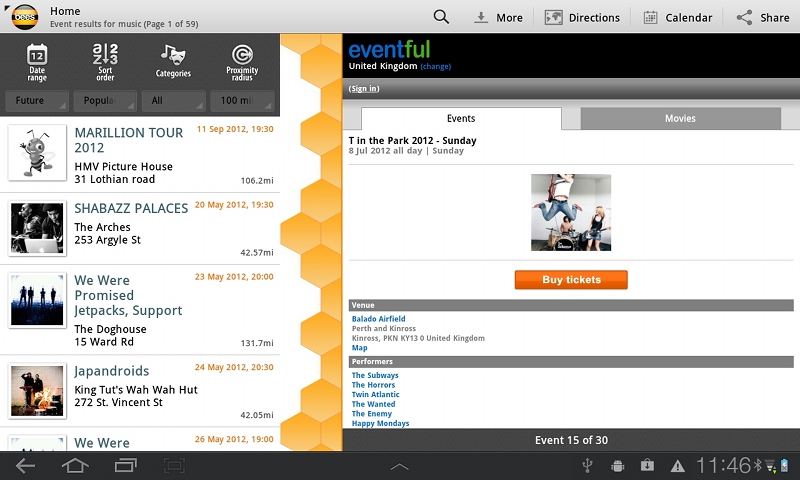 bees
Home
Event results for music (Page 1 of 59)
More
Directions
Calendar
Share
12
Date
range
Sort
order
Categories
Proximity
radius
Future
Popula
All
100 mi
MARILLION TOUR
2012
11 Sep 2012, 19:30
HMV Picture House
31 Lothian road
106.2mi
SHABAZZ PALACES
20 May 2012, 19:30
The Arches
253 Argyle St
42.57mi
We Were
Promised
Jetpacks, Support
23 May 2012, 20:00
The Doghouse
15 Ward Rd
131.7mi
Japandroids
24 May 2012, 20:30
King Tut's Wah Wah Hut
272 St. Vincent St
42.05mi
We Were
26 May 2012, 19:00
eventful
United Kingdom (change)
(Sign in)
Events
Movies
T in the Park 2012 - Sunday
8 Jul 2012 all day | Sunday
Buy tickets
Venue
Balado Airfield
Perth and Kinross
Kinross, PKN KY13 0 United Kingdom
Map
Performers
The Subways
The Horrors
Twin Atlantic
The Wanted
The Enemy
Happy Mondays
Event 15 of 30
11:46